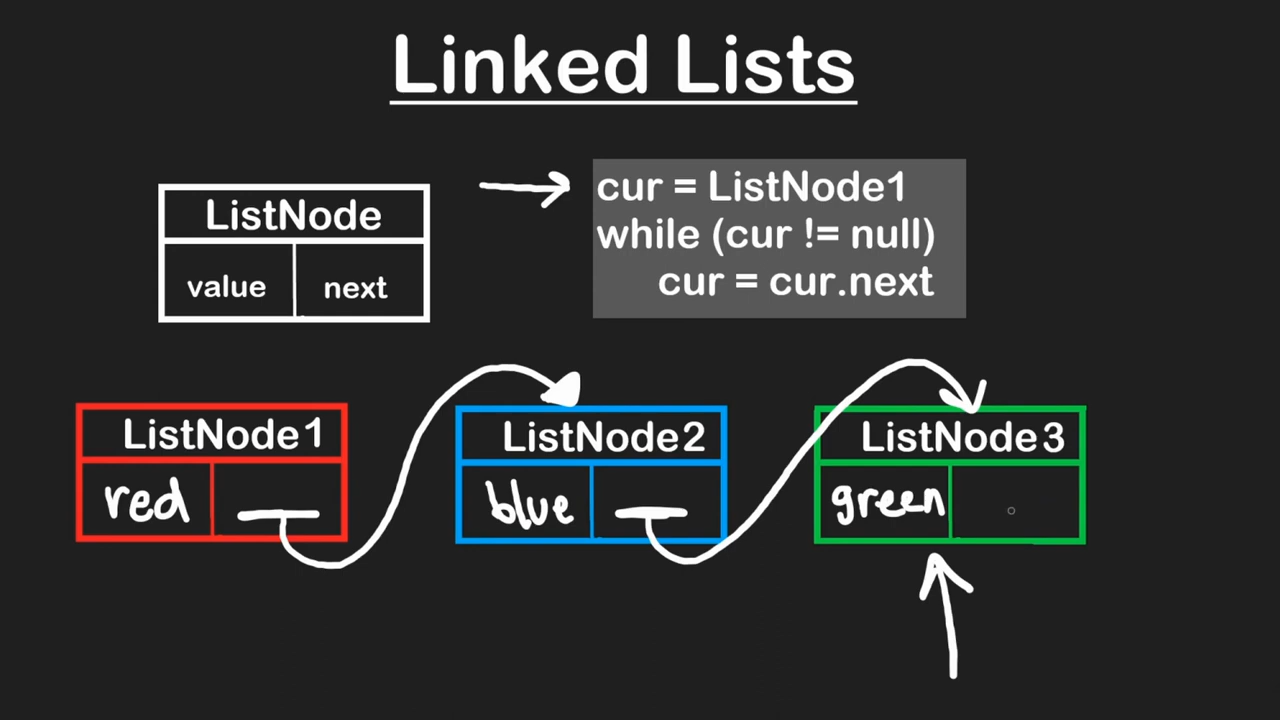 Linked Lists
ListNode
value next
cur = ListNode1
while (cur != null)
cur = cur.next
ListNode1
red
ListNode2
blue
ListNode3
green